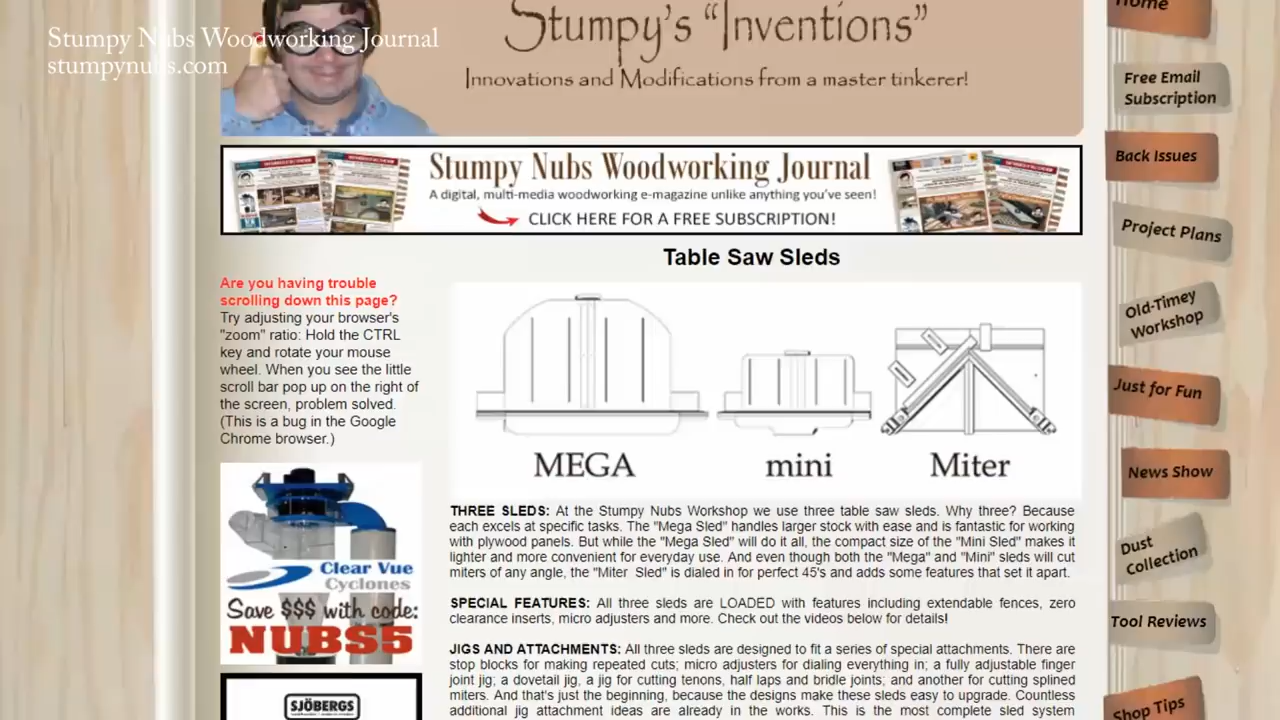 Stumpy Nubs Woodworking Journal
stumpynubs.com
Stumpy's "Inventions"
Innovations and Modifications from a master tinkerer!
Home
Free Email
Subscription
Back Issues
Project Plans
Old-Timey
Workshop
Just for Fun
News Show
Dust
Collection
Tool Reviews
Shop Tips
Stumpy Nubs Woodworking Journal
A digital, multi-media woodworking e-magazine unlike anything you've seen!
CLICK HERE FOR A FREE SUBSCRIPTION!
Table Saw Sleds
Are you having trouble
scrolling down this page?
Try adjusting your browser's
"zoom" ratio: Hold the CTRL
key and rotate your mouse
wheel. When you see the little
scroll bar pop up on the right of
the screen, problem solved.
(This is a bug in the Google
Chrome browser.)
Clear Vue
Cyclones
Save $$$ with code:
NUBS5
SJÖBERGS
MEGA mini Miter
THREE SLEDS: At the Stumpy Nubs Workshop we use three table saw sleds. Why three? Because
each excels at specific tasks. The "Mega Sled" handles larger stock with ease and is fantastic for working
with plywood panels. But while the "Mega Sled" will do it all, the compact size of the "Mini Sled" makes it
lighter and more convenient for everyday use. And even though both the "Mega" and "Mini" sleds will cut
miters of any angle, the "Miter Sled" is dialed in for perfect 45's and adds some features that set it apart.
SPECIAL FEATURES: All three sleds are LOADED with features including extendable fences, zero
clearance inserts, micro adjusters and more. Check out the videos below for details!
JIGS AND ATTACHMENTS: All three sleds are designed to fit a series of special attachments. There are
stop blocks for making repeated cuts; micro adjusters for dialing everything in; a fully adjustable finger
joint jig; a dovetail jig, a jig for cutting tenons, half laps and bridle joints; and another for cutting splined
miters. And that's just the beginning, because the designs make these sleds easy to upgrade. Countless
additional jig attachment ideas are already in the works. This is the most complete sled system